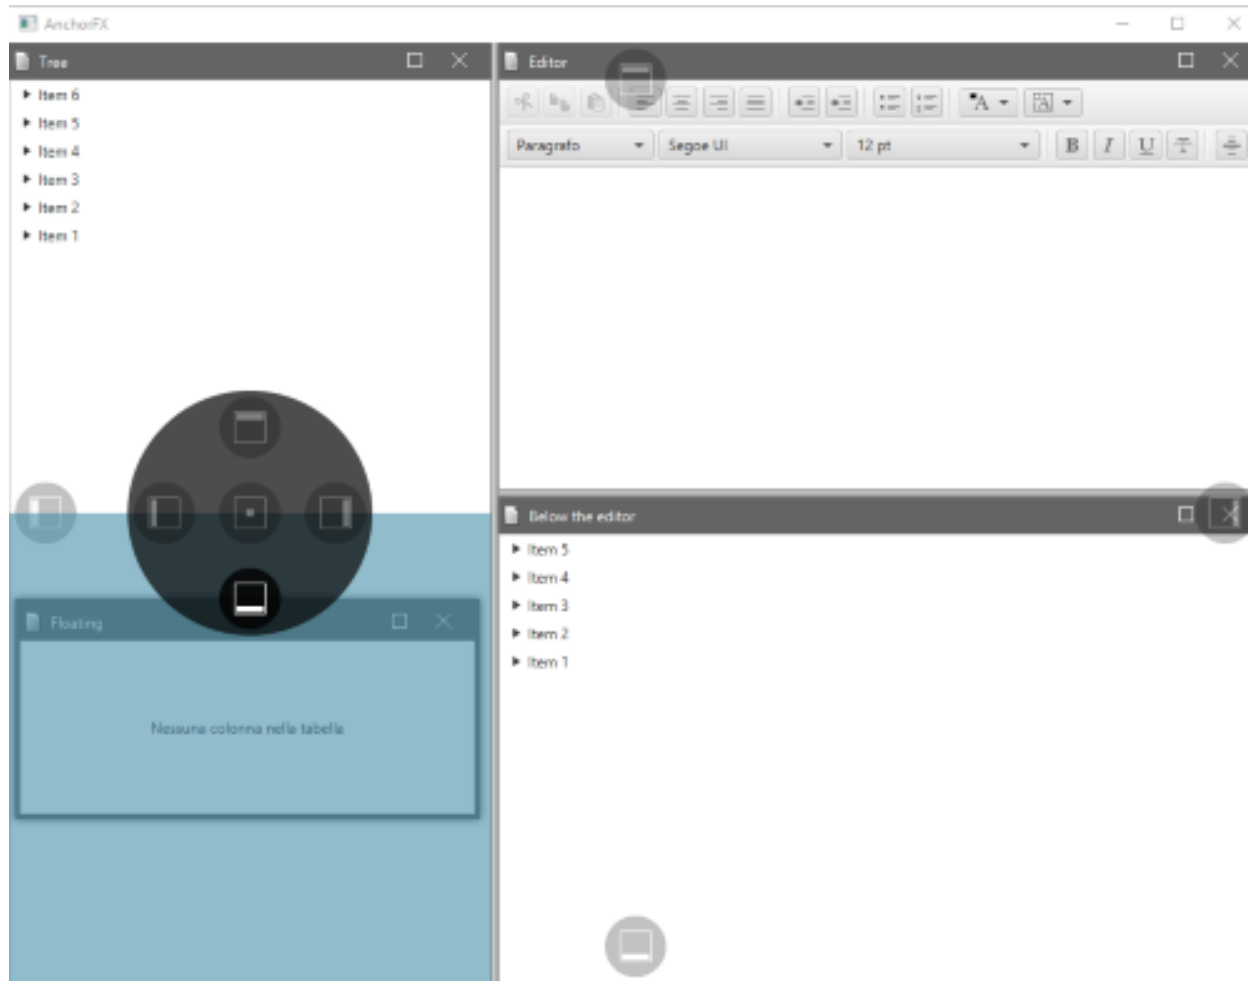 AnchorFX
Tree
Item 6
Item 5
Item 4
Item 3
Item 2
Item 1
Floating
Nessuna colonna nella tabella
Editor
A A
Paragrafo Segoe UI 12 pt B I U T
Below the editor
Item 5
Item 4
Item 3
Item 2
Item 1